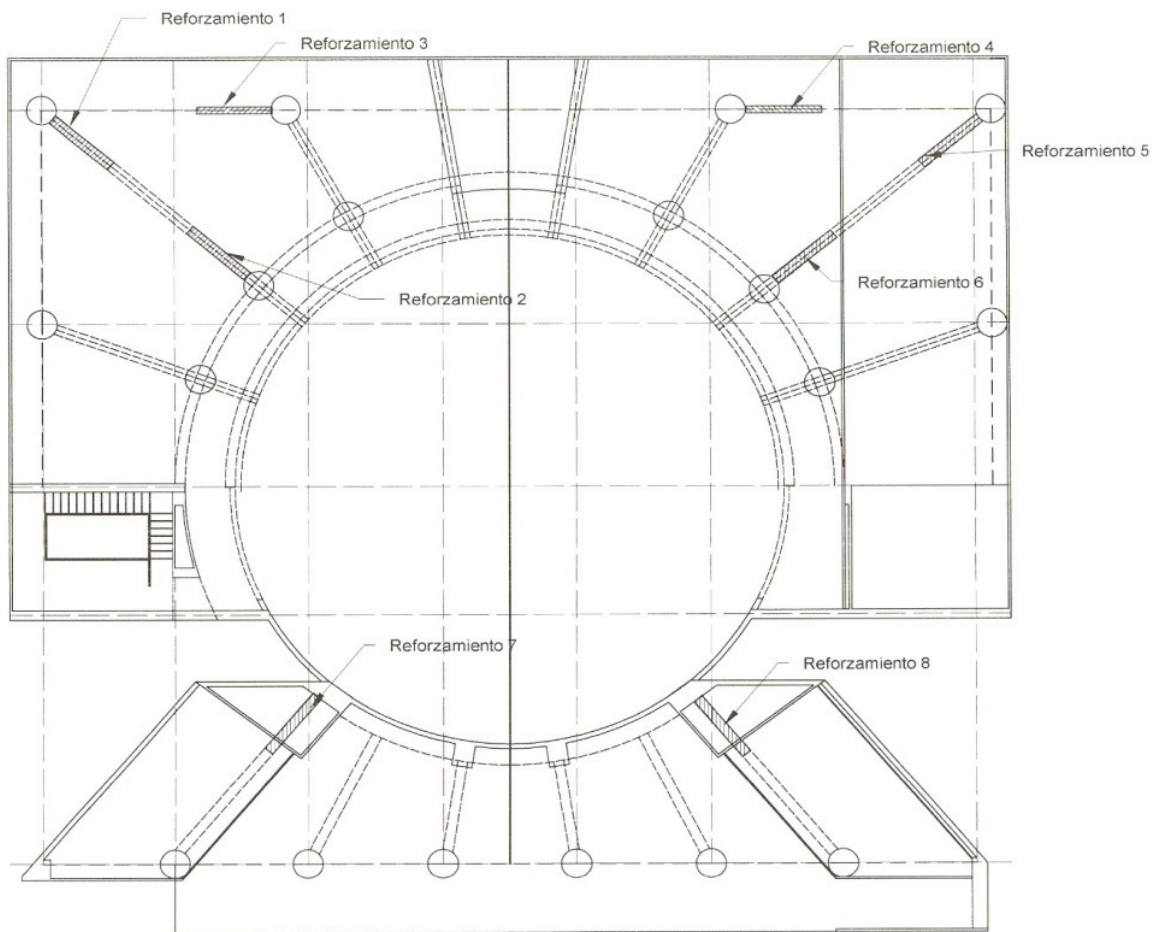 Reforzamiento 1
Reforzamiento 3
Reforzamiento 4
Reforzamiento 5
Reforzamiento 2
Reforzamiento 6
Reforzamiento 7
Reforzamiento 8